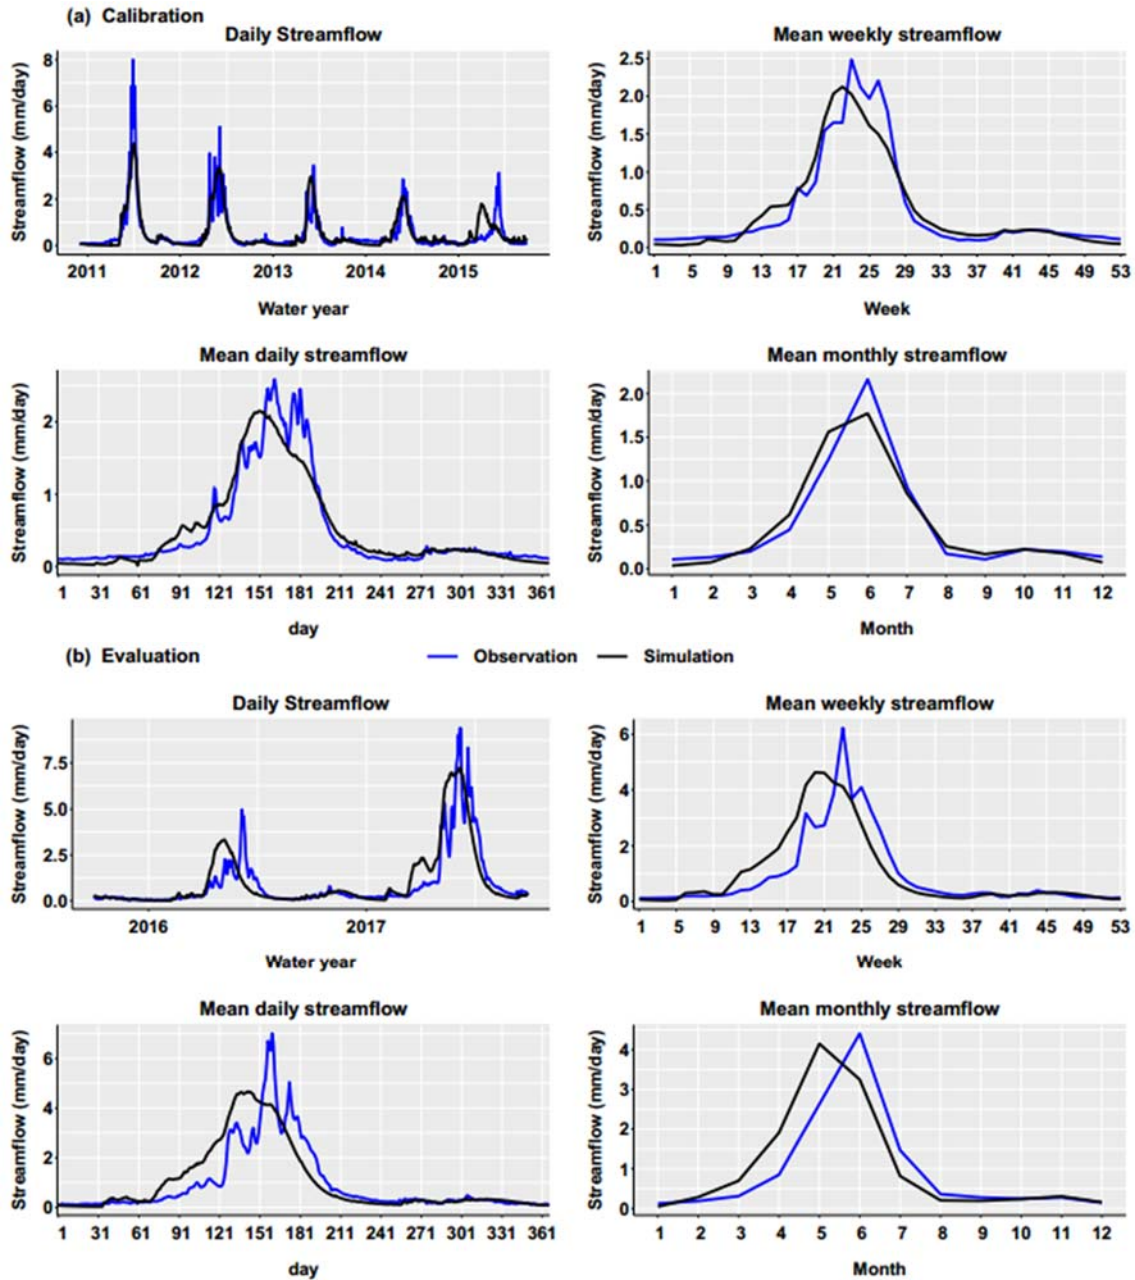 (a) Calibration
Daily Streamflow
Streamflow (mm/day)
8
6
4
2
0
2011 2012 2013 2014 2015
Water year
Mean weekly streamflow
Streamflow (mm/day)
2.5
2.0
1.5
1.0
0.5
0.0
1 5 9 13 17 21 25 29 33 37 41 45 49 53
Week
Mean daily streamflow
Streamflow (mm/day)
2
1
0
1 31 61 91 121 151 181 211 241 271 301 331 361
day
Mean monthly streamflow
Streamflow (mm/day)
2.0
1.5
1.0
0.5
0.0
1 2 3 4 5 6 7 8 9 10 11 12
Month
(b) Evaluation
Observation Simulation
Daily Streamflow
Streamflow (mm/day)
7.5
5.0
2.5
0.0
2016 2017
Water year
Mean weekly streamflow
Streamflow (mm/day)
6
4
2
0
1 5 9 13 17 21 25 29 33 37 41 45 49 53
Week
Mean daily streamflow
Streamflow (mm/day)
6
4
2
0
1 31 61 91 121 151 181 211 241 271 301 331 361
day
Mean monthly streamflow
Streamflow (mm/day)
4
3
2
1
0
1 2 3 4 5 6 7 8 9 10 11 12
Month